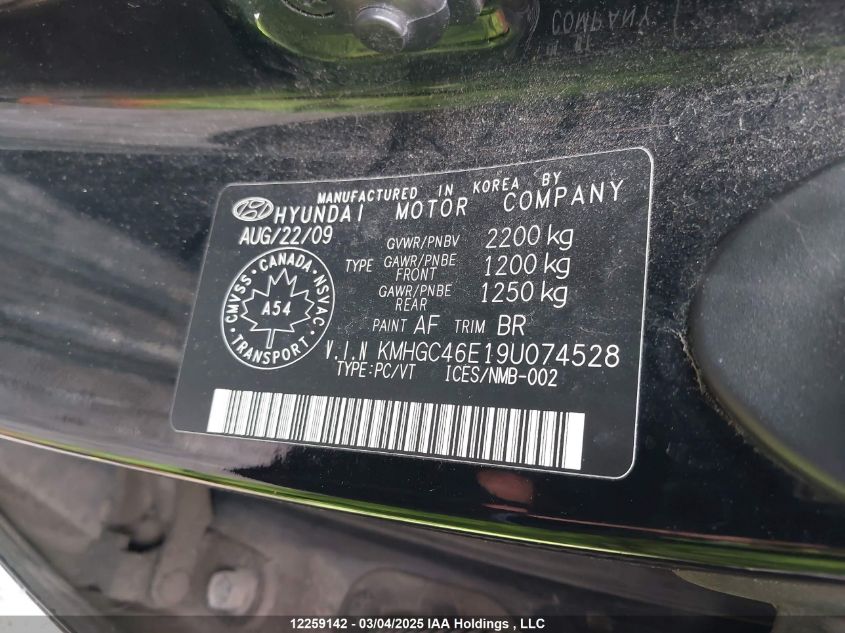 COMPANY
MANUFACTURED IN KOREA BY
HYUNDAI MOTOR COMPANY
AUG/22/09 GVWR/PNBV 2200 kg
TYPE GAWR/PNBE FRONT 1200 kg
GAWR/PNBE REAR 1250 kg
CMVSS · CANADA · NSVAC
A54
TRANSPORT
PAINT AF TRIM BR
V.I.N KMHGC46E19U074528
TYPE:PC/VT ICES/NMB-002
12259142 - 03/04/2025 IAA Holdings , LLC